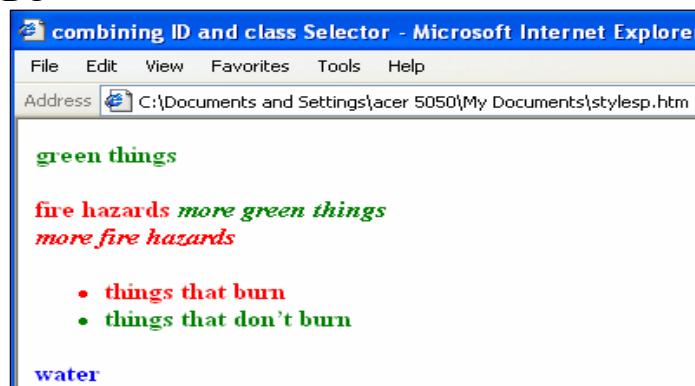 combining ID and class Selector - Microsoft Internet Explore
File Edit View Favorites Tools Help
Address C:\Documents and Settings\acer 5050\My Documents\stylesp.htm
green things
fire hazards more green things
more fire hazards
• things that burn
• things that don't burn
water